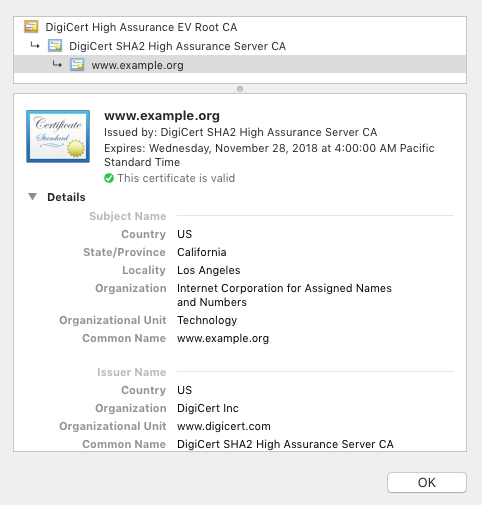 DigiCert High Assurance EV Root CA
↳ DigiCert SHA2 High Assurance Server CA
↳ www.example.org
Certificate
Standard
www.example.org
Issued by: DigiCert SHA2 High Assurance Server CA
Expires: Wednesday, November 28, 2018 at 4:00:00 AM Pacific
Standard Time
This certificate is valid
Details
Subject Name
Country US
State/Province California
Locality Los Angeles
Organization Internet Corporation for Assigned Names
and Numbers
Organizational Unit Technology
Common Name www.example.org
Issuer Name
Country US
Organization DigiCert Inc
Organizational Unit www.digicert.com
Common Name DigiCert SHA2 High Assurance Server CA
OK